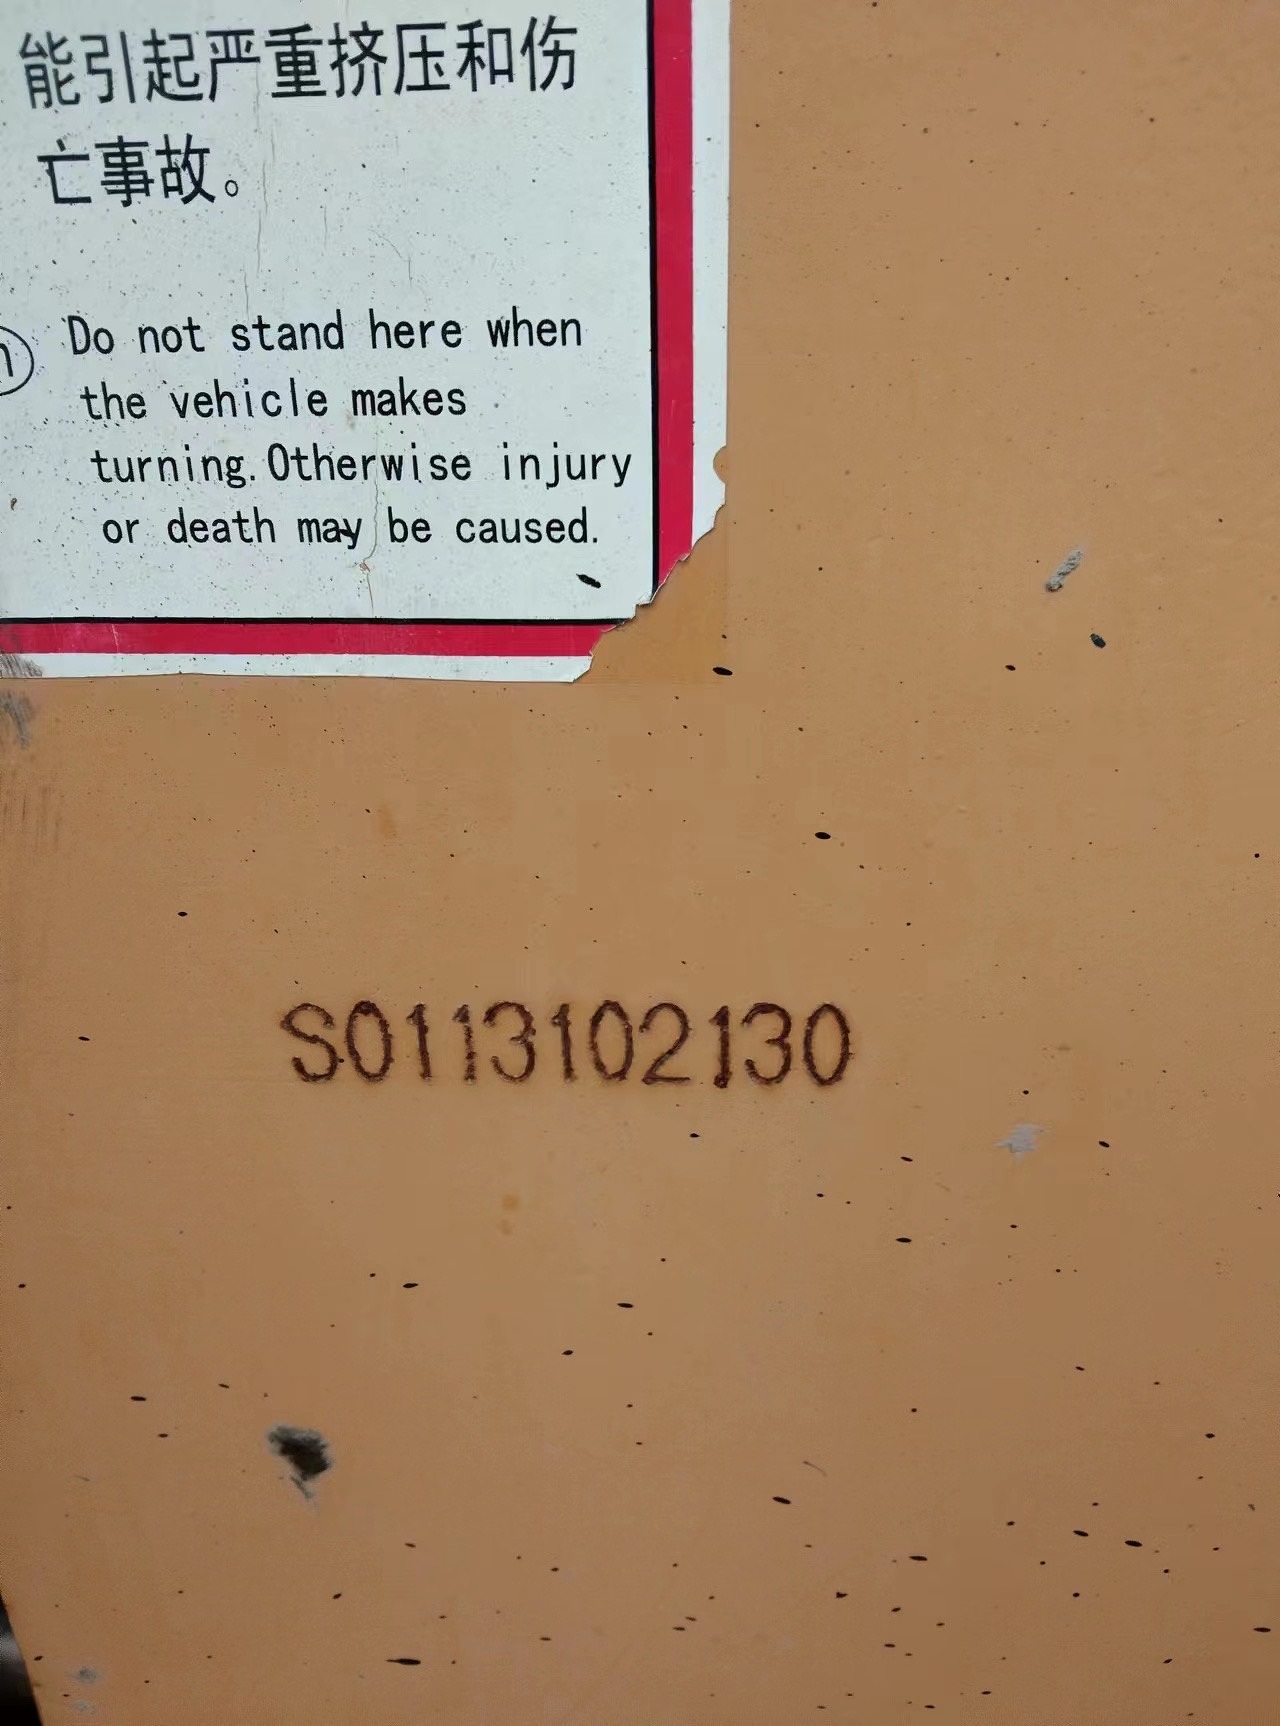 能引起严重挤压和伤
亡事故。
Do not stand here when
the vehicle makes
turning.Otherwise injury
or death may be caused.
S0113102130